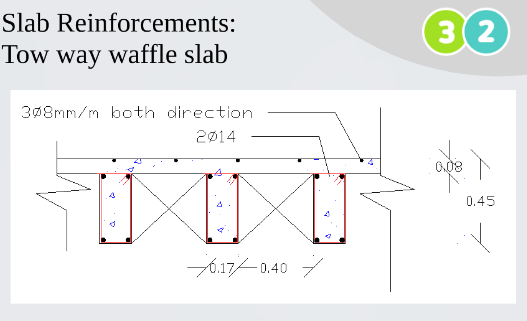 Slab Reinforcements:
Tow way waffle slab
3 2
3Ø8mm/m both direction
2Ø14
0.08
0.45
0.17 0.40